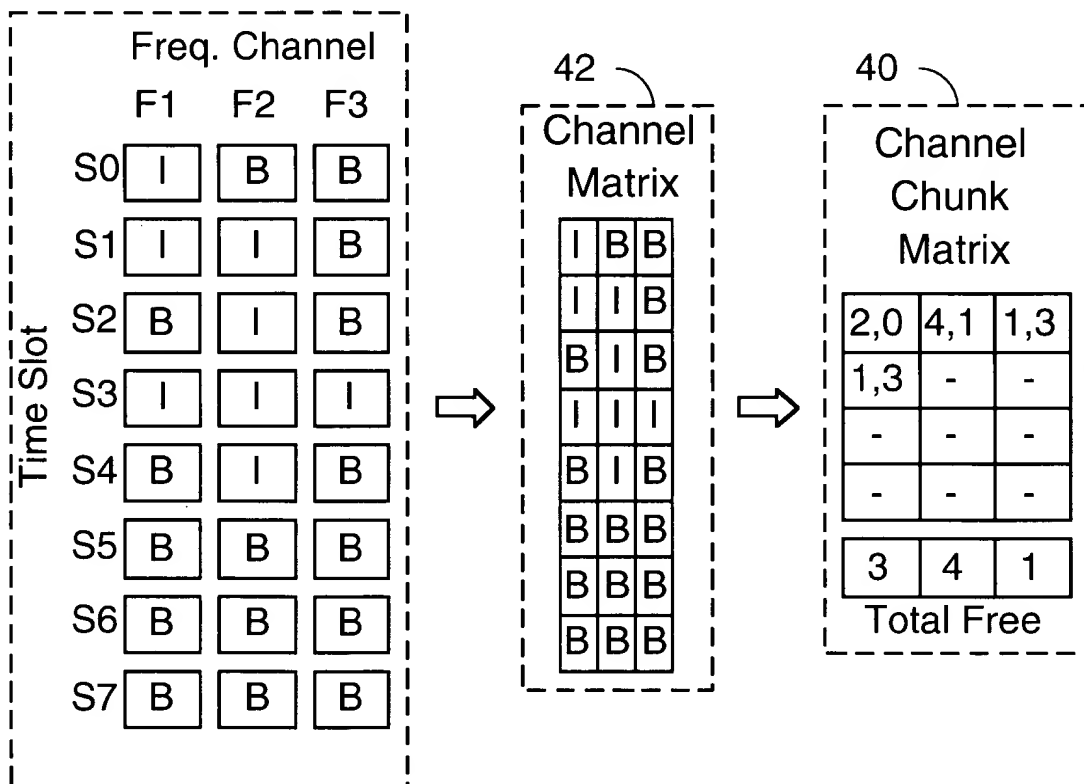 Freq. Channel
F1 F2 F3
Time Slot
S0 I B B
S1 I I B
S2 B I B
S3 I I I
S4 B I B
S5 B B B
S6 B B B
S7 B B B
42
Channel
Matrix
I B B
I I B
B I B
I I I
B I B
B B B
B B B
B B B
40
Channel
Chunk
Matrix
2,0 4,1 1,3
1,3 - -
- - -
- - -
3 4 1
Total Free